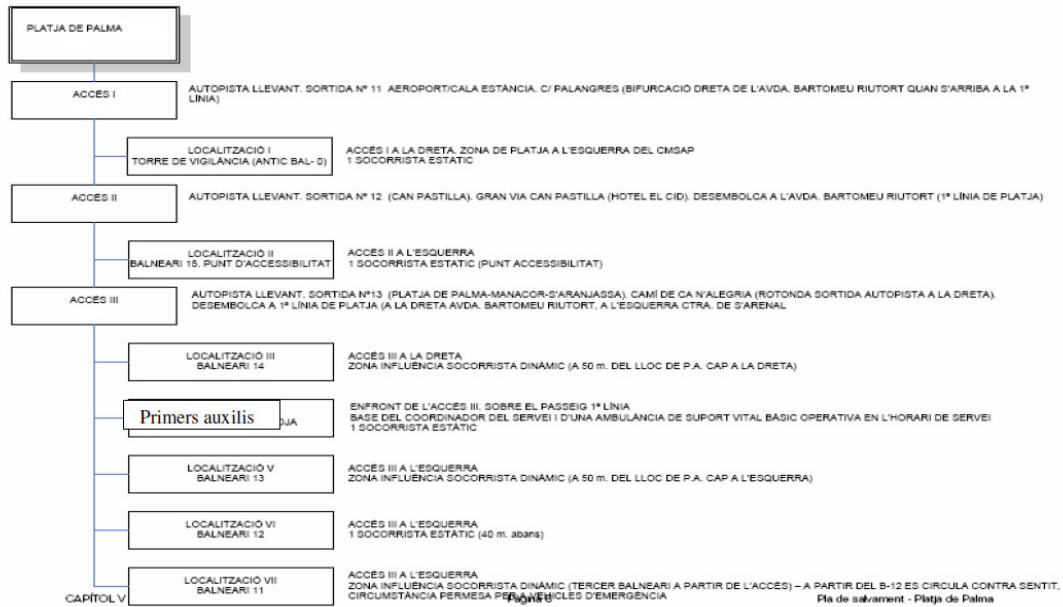 PLATJA DE PALMA
ACCÉS I
AUTOPISTA LLEVANT. SORTIDA Nº 11 AEROPORT/CALA ESTÀNCIA. C/ PALANGRES (BIFURCACIÓ DRETA DE L'AVDA. BARTOMEU RIUTORT QUAN S'ARRIBA A LA 1ª
LÍNIA)
LOCALITZACIÓ I
TORRE DE VIGILÀNCIA (ANTIC BAL- 0)
ACCÉS I A LA DRETA. ZONA DE PLATJA A L'ESQUERRA DEL CMSAP
1 SOCORRISTA ESTÀTIC
ACCÉS II
AUTOPISTA LLEVANT. SORTIDA Nº 12 (CAN PASTILLA). GRAN VIA CAN PASTILLA (HOTEL EL CID). DESEMBOLCA A L'AVDA. BARTOMEU RIUTORT (1ª LÍNIA DE PLATJA)
LOCALITZACIÓ II
BALNEARI 15. PUNT D'ACCESSIBILITAT
ACCÉS II A L'ESQUERRA
1 SOCORRISTA ESTÀTIC (PUNT ACCESSIBILITAT)
ACCÉS III
AUTOPISTA LLEVANT. SORTIDA Nº13 (PLATJA DE PALMA-MANACOR-S'ARANJASSA). CAMÍ DE CA N'ALEGRIA (ROTONDA SORTIDA AUTOPISTA A LA DRETA).
DESEMBOLCA A 1ª LÍNIA DE PLATJA (A LA DRETA AVDA. BARTOMEU RIUTORT, A L'ESQUERRA CTRA. DE S'ARENAL
LOCALITZACIÓ III
BALNEARI 14
ACCÉS III A LA DRETA
ZONA INFLUÈNCIA SOCORRISTA DINÀMIC (A 50 m. DEL LLOC DE P.A. CAP A LA DRETA)
Primers auxilis
OJA
ENFRONT DE L'ACCÉS III. SOBRE EL PASSEIG 1ª LÍNIA
BASE DEL COORDINADOR DEL SERVEI I D'UNA AMBULÀNCIA DE SUPORT VITAL BÀSIC OPERATIVA EN L'HORARI DE SERVEI
1 SOCORRISTA ESTÀTIC
LOCALITZACIÓ V
BALNEARI 13
ACCÉS III A L'ESQUERRA
ZONA INFLUÈNCIA SOCORRISTA DINÀMIC (A 50 m. DEL LLOC DE P.A. CAP A L'ESQUERRA)
LOCALITZACIÓ VI
BALNEARI 12
ACCÉS III A L'ESQUERRA
1 SOCORRISTA ESTÀTIC (40 m. abans)
LOCALITZACIÓ VII
BALNEARI 11
ACCÉS III A L'ESQUERRA
ZONA INFLUÈNCIA SOCORRISTA DINÀMIC (TERCER BALNEARI A PARTIR DE L'ACCÉS) – A PARTIR DEL B-12 ES CIRCULA CONTRA SENTIT,
CIRCUMSTÀNCIA PERMESA PER A VEHICLES D'EMERGÈNCIA
CAPÍTOL V
Pàgina 6
Pla de salvament - Platja de Palma